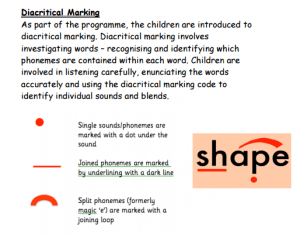 Diacritical Marking
As part of the programme, the children are introduced to
diacritical marking. Diacritical marking involves
investigating words – recognising and identifying which
phonemes are contained within each word. Children are
involved in listening carefully, enunciating the words
accurately and using the diacritical marking code to
identify individual sounds and blends.
Single sounds/phonemes are
marked with a dot under the
sound
Joined phonemes are marked
by underlining with a dark line
Split phonemes (formerly
magic 'e') are marked with a
joining loop
shape